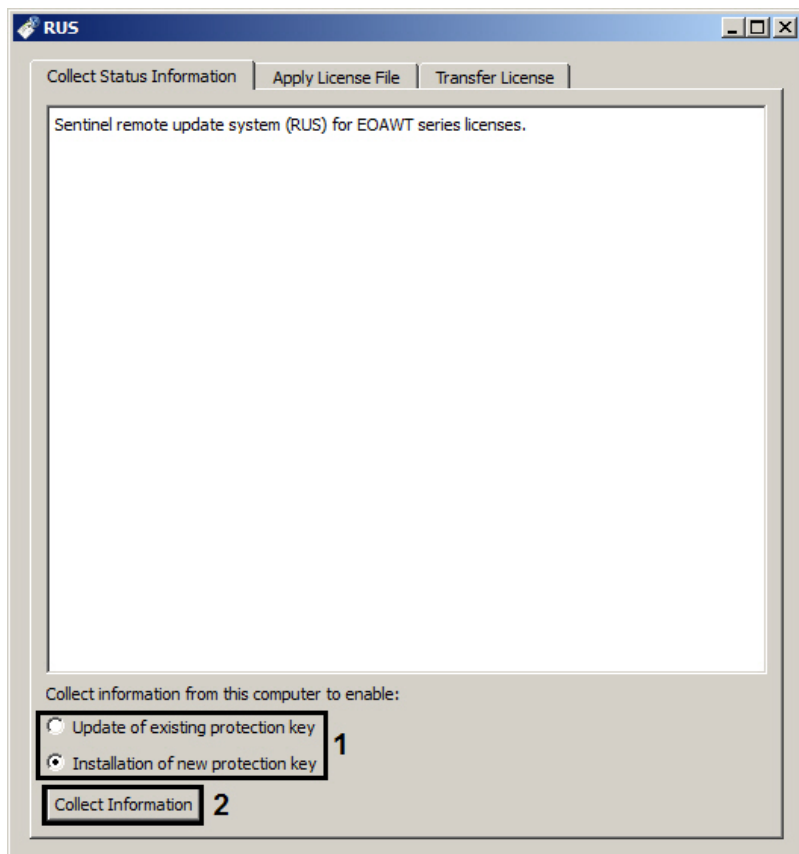 RUS
Collect Status Information Apply License File Transfer License
Sentinel remote update system (RUS) for EOAWT series licenses.
Collect information from this computer to enable:
Update of existing protection key
1
Installation of new protection key
Collect Information 2